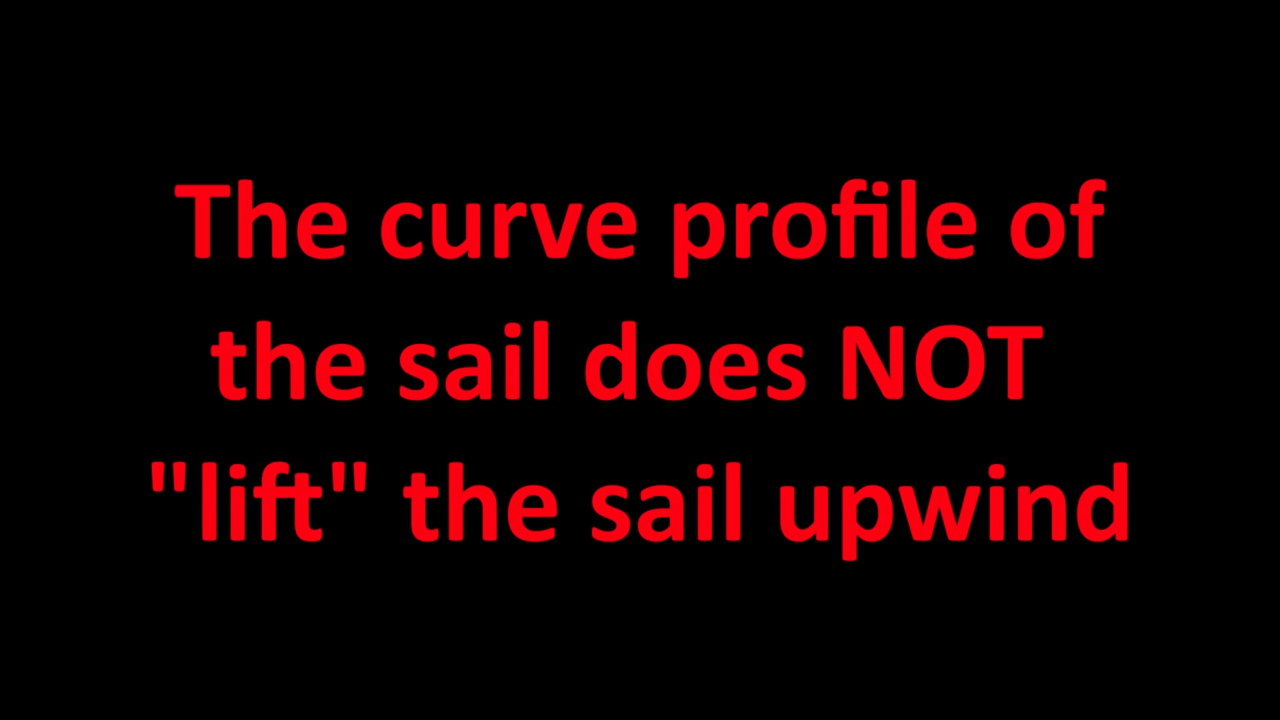 The curve profile of
the sail does NOT
"lift" the sail upwind